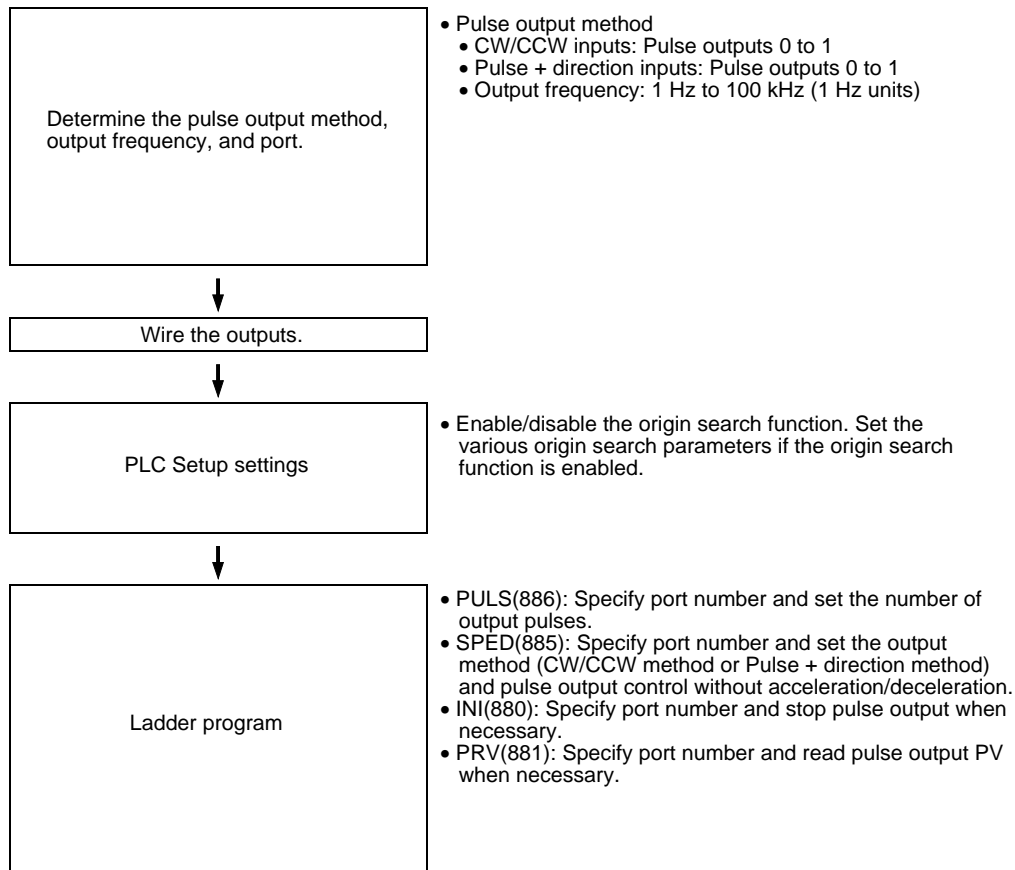 Determine the pulse output method,
output frequency, and port.
• Pulse output method
• CW/CCW inputs: Pulse outputs 0 to 1
• Pulse + direction inputs: Pulse outputs 0 to 1
• Output frequency: 1 Hz to 100 kHz (1 Hz units)
Wire the outputs.
PLC Setup settings
• Enable/disable the origin search function. Set the
various origin search parameters if the origin search
function is enabled.
Ladder program
• PULS(886): Specify port number and set the number of
output pulses.
• SPED(885): Specify port number and set the output
method (CW/CCW method or Pulse + direction method)
and pulse output control without acceleration/deceleration.
• INI(880): Specify port number and stop pulse output when
necessary.
• PRV(881): Specify port number and read pulse output PV
when necessary.